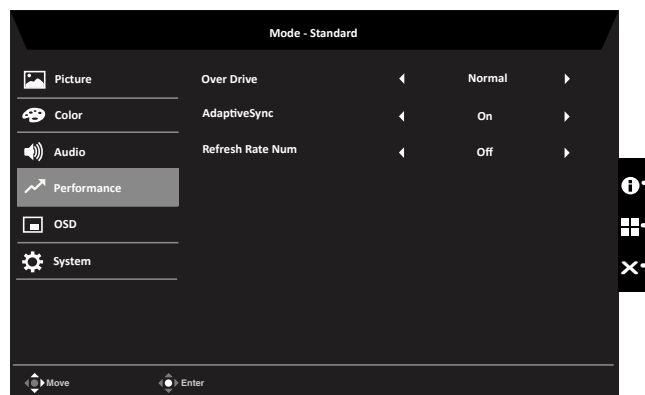 Mode - Standard
Picture
Over Drive Normal
Color
AdaptiveSync On
Audio
Refresh Rate Num Off
Performance
OSD
System
Move Enter